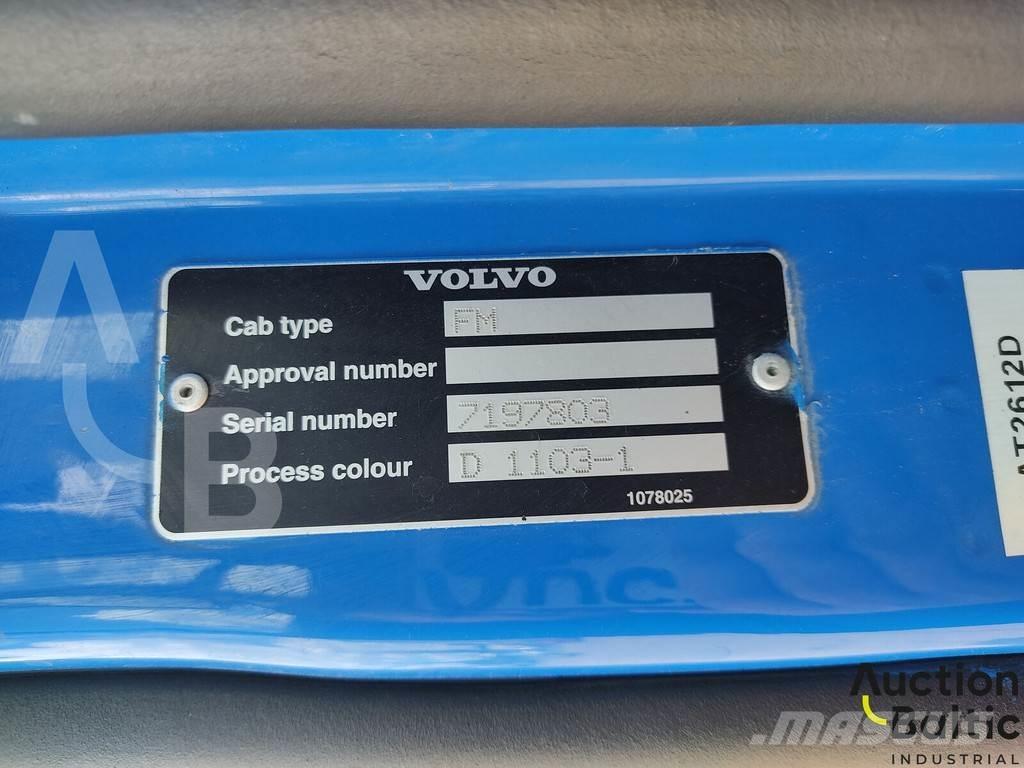 VOLVO
Cab type FM
Approval number
Serial number 7197803
Process colour D 1103-1
1078025
AT2612D
AB
Auction
Baltic
INDUSTRIAL
MASCUS